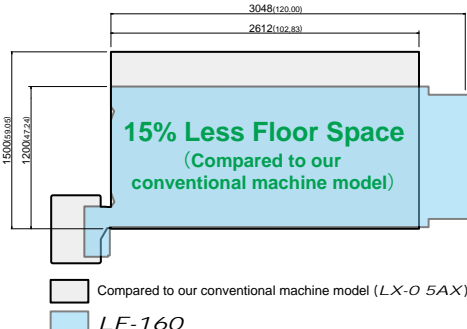 3048(120.00)
2612(102.83)
1500(59.05)
1200(47.24)
15% Less Floor Space
(Compared to our
conventional machine model)
Compared to our conventional machine model (LX-0 5AX)
LF-160